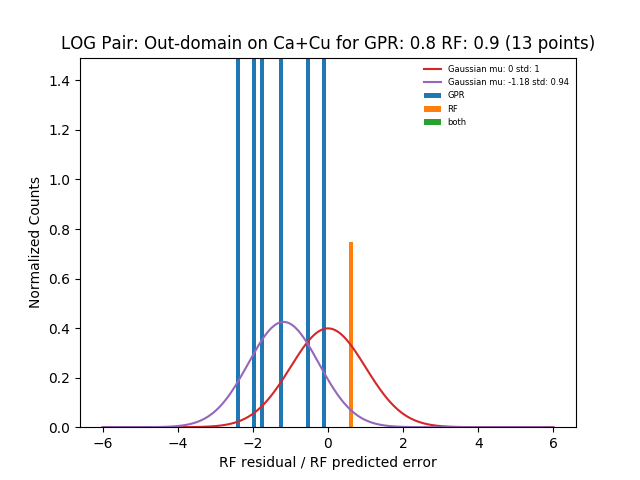 LOG Pair: Out-domain on Ca+Cu for GPR: 0.8 RF: 0.9 (13 points)
Gaussian mu: 0 std: 1
Gaussian mu: -1.18 std: 0.94
GPR
RF
both
Normalized Counts
1.4
1.2
1.0
0.8
0.6
0.4
0.2
0.0
−6 −4 −2 0 2 4 6
RF residual / RF predicted error